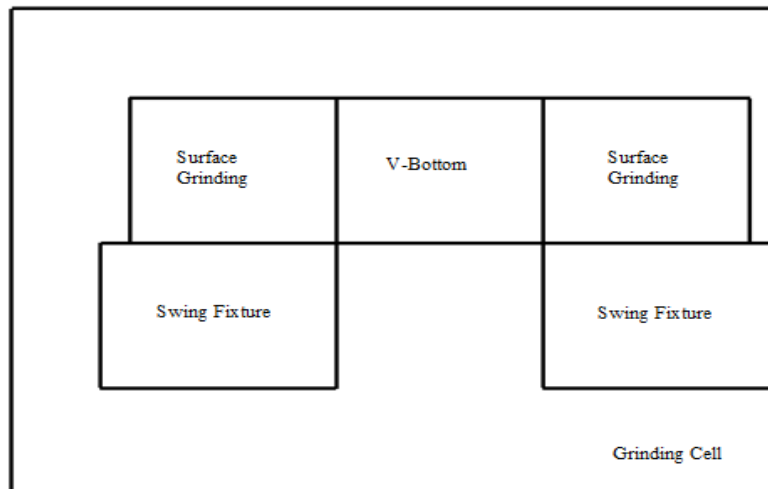 Surface
Grinding
V-Bottom
Surface
Grinding
Swing Fixture
Swing Fixture
Grinding Cell